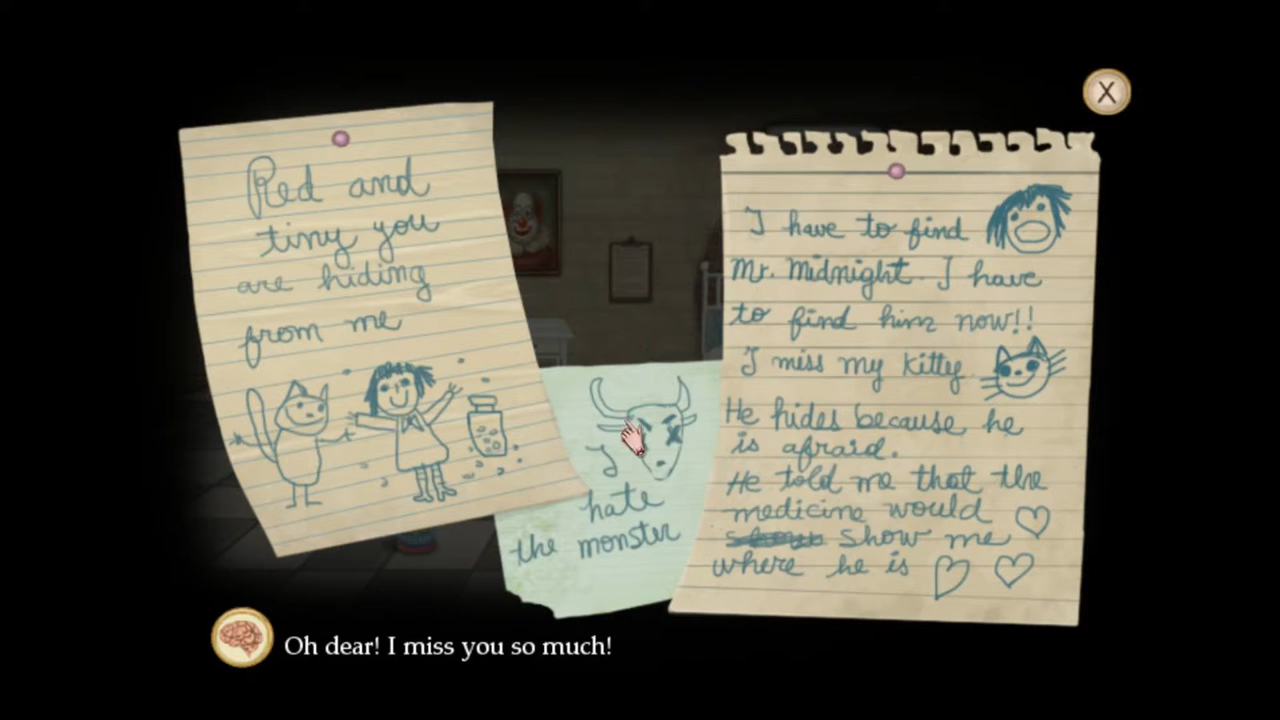 Red and
tiny you
are hiding
from me
I
hate
the monster
I have to find
Mr. Midnight. I have
to find him now!!
I miss my kitty
He hides because he
is afraid.
He told me that the
medicine would
show me
where he is
X
Oh dear! I miss you so much!